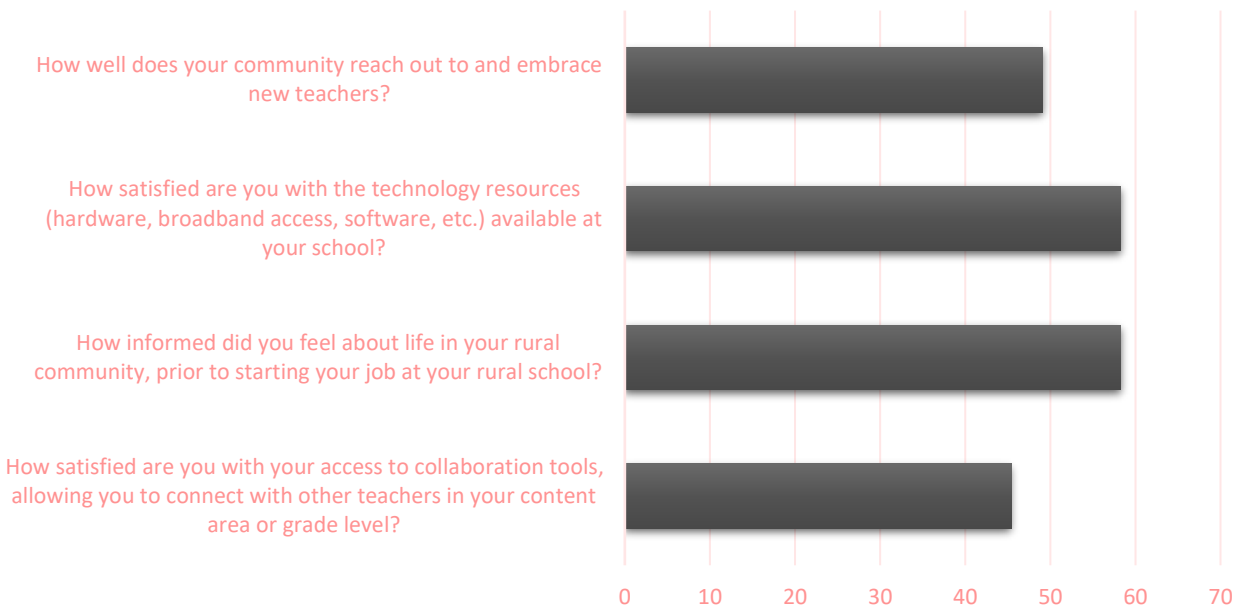 How well does your community reach out to and embrace
new teachers?
How satisfied are you with the technology resources
(hardware, broadband access, software, etc.) available at
your school?
How informed did you feel about life in your rural
community, prior to starting your job at your rural school?
How satisfied are you with your access to collaboration tools,
allowing you to connect with other teachers in your content
area or grade level?
0 10 20 30 40 50 60 70